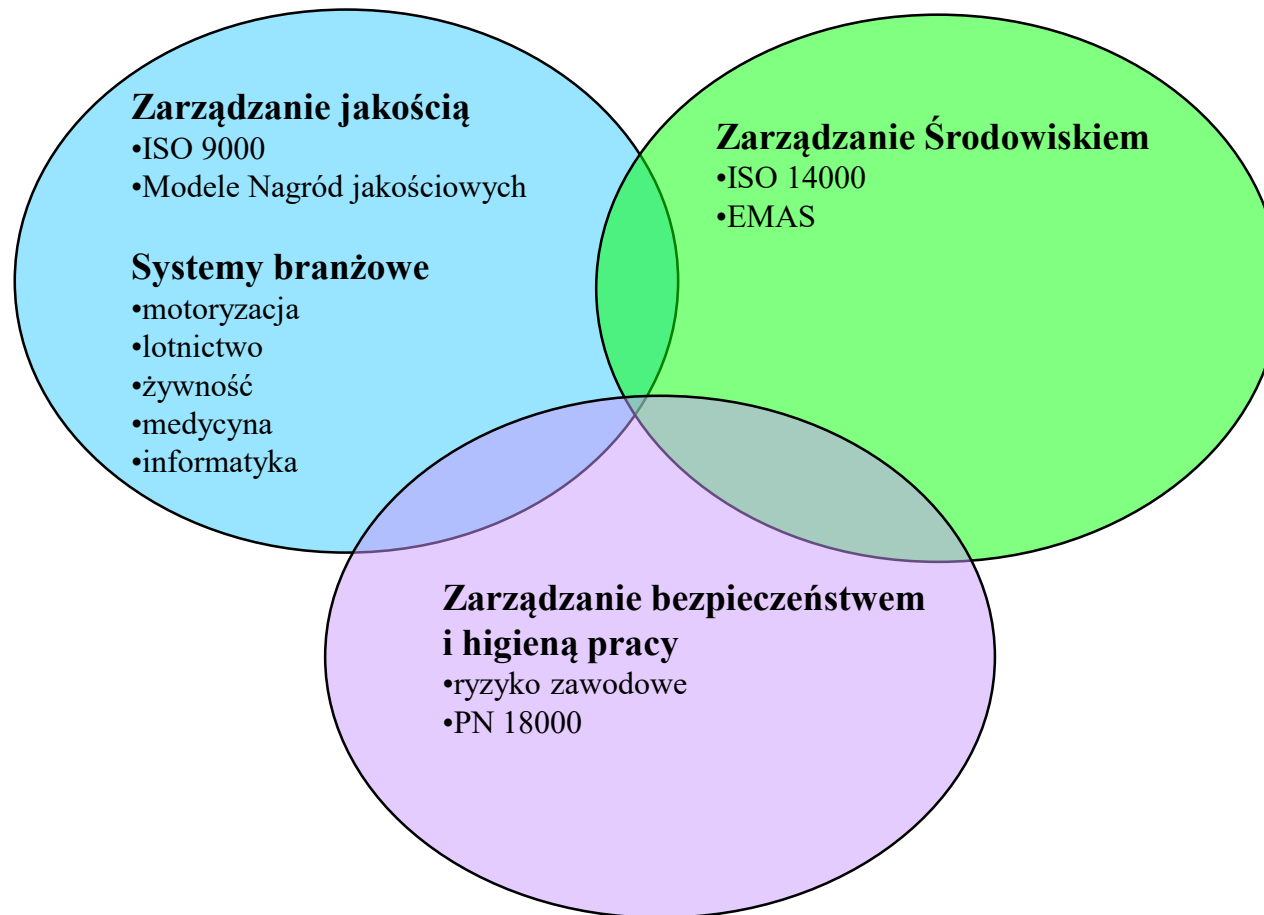 Zarządzanie jakością
•ISO 9000
•Modele Nagród jakościowych
Systemy branżowe
•motoryzacja
•lotnictwo
•żywność
•medycyna
•informatyka
Zarządzanie Środowiskiem
•ISO 14000
•EMAS
Zarządzanie bezpieczeństwem
i higieną pracy
•ryzyko zawodowe
•PN 18000